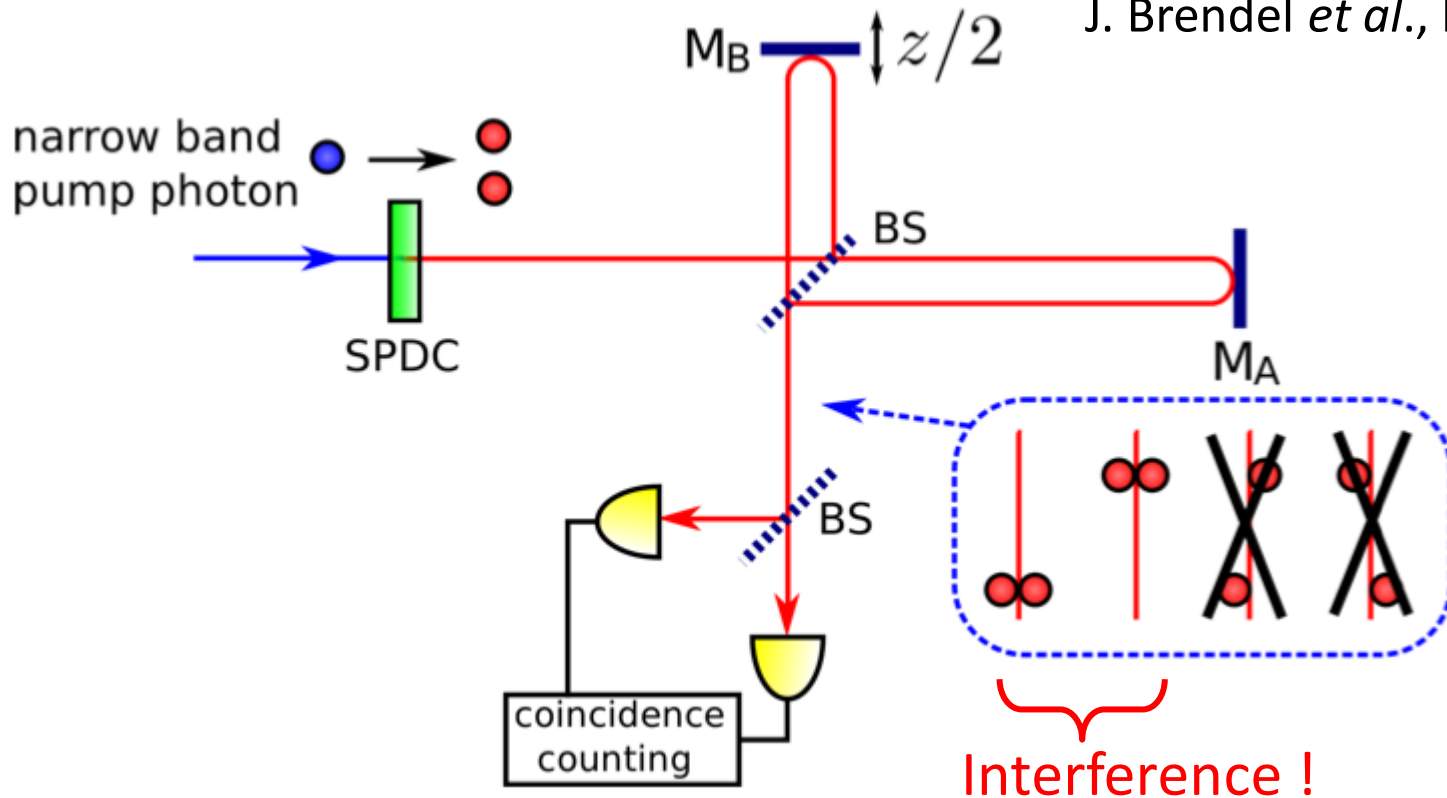 J. Brendel et al.,
M_B
z/2
narrow band
pump photon
BS
SPDC
M_A
BS
coincidence
counting
Interference !